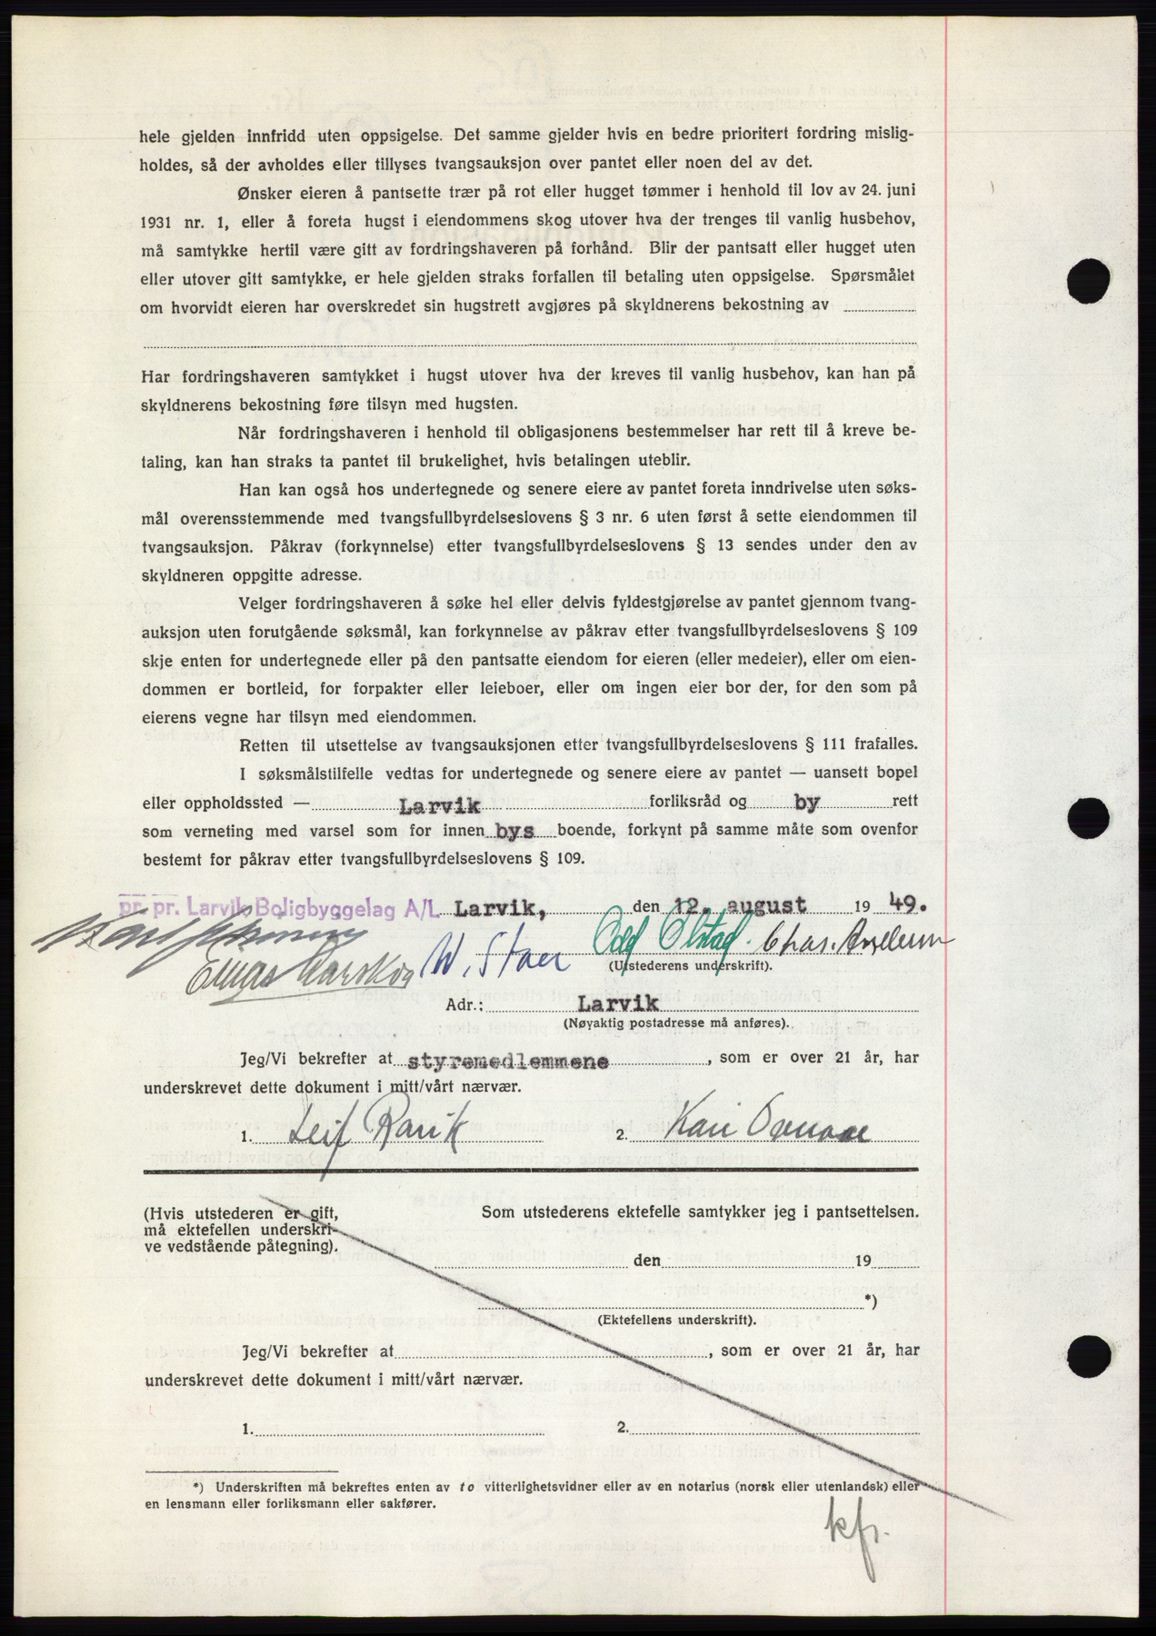 hele gjelden innfridd uten oppsigelse. Det samme gjelder hvis en bedre prioritert fordring mislig-
holdes, så der avholdes eller tillyses tvangsauksjon over pantet eller noen del av det.
Ønsker eieren å pantsette trær på rot eller hugget tømmer i henhold til lov av 24. juni
1931 nr. 1, eller å foreta hugst i eiendommens skog utover hva der trenges til vanlig husbehov,
må samtykke hertil være gitt av fordringshaveren på forhånd. Blir der pantsatt eller hugget uten
eller utover gitt samtykke, er hele gjelden straks forfallen til betaling uten oppsigelse. Spørsmålet
om hvorvidt eieren har overskredet sin hugstrett avgjøres på skyldnerens bekostning av
Har fordringshaveren samtykket i hugst utover hva der kreves til vanlig husbehov, kan han på
skyldnerens bekostning føre tilsyn med hugsten.
Når fordringshaveren i henhold til obligasjonens bestemmelser har rett til å kreve be-
taling, kan han straks ta pantet til brukelighet, hvis betalingen uteblir.
Han kan også hos undertegnede og senere eiere av pantet foreta inndrivelse uten søks-
mål overensstemmende med tvangsfullbyrdelseslovens § 3 nr. 6 uten først å sette eiendommen til
tvangsauksjon. Påkrav (forkynnelse) etter tvangsfullbyrdelseslovens § 13 sendes under den av
skyldneren oppgitte adresse.
Velger fordringshaveren å søke hel eller delvis fyldestgjørelse av pantet gjennom tvang-
auksjon uten forutgående søksmål, kan forkynnelse av påkrav etter tvangsfullbyrdelseslovens § 109
skje enten for undertegnede eller på den pantsatte eiendom for eieren (eller medeier), eller om eien-
dommen er bortleid, for forpakter eller leieboer, eller om ingen eier bor der, for den som på
eierens vegne har tilsyn med eiendommen.
Retten til utsettelse av tvangsauksjonen etter tvangsfullbyrdelseslovens § 111 frafalles.
I søksmålstilfelle vedtas for undertegnede og senere eiere av pantet — uansett bopel
eller oppholdssted — Larvik forliksråd og by rett
som verneting med varsel som for innen bys boende, forkynt på samme måte som ovenfor
bestemt for påkrav etter tvangsfullbyrdelseslovens § 109.
pr. pr. Larvik Boligbyggelag A/L Larvik, den 12. august 19 49.
W. Odd Olstad. Chas.
(Utstederens underskrift).
Adr.: Larvik
(Nøyaktig postadresse må anføres).
Jeg/Vi bekrefter at styremedlemmene, som er over 21 år, har
underskrevet dette dokument i mitt/vårt nærvær.
1. Leif Ravik 2. Kari
(Hvis utstederen er gift, Som utstederens ektefelle samtykker jeg i pantsettelsen.
må ektefellen underskri-
ve vedstående påtegning).
den 19
*)
(Ektefellens underskrift).
Jeg/Vi bekrefter at , som er over 21 år, har
underskrevet dette dokument i mitt/vårt nærvær.
1. 2.
*) Underskriften må bekreftes enten av to vitterlighetsvidner eller av en notarius (norsk eller utenlandsk) eller
en lensmann eller forliksmann eller sakfører.
kfr.